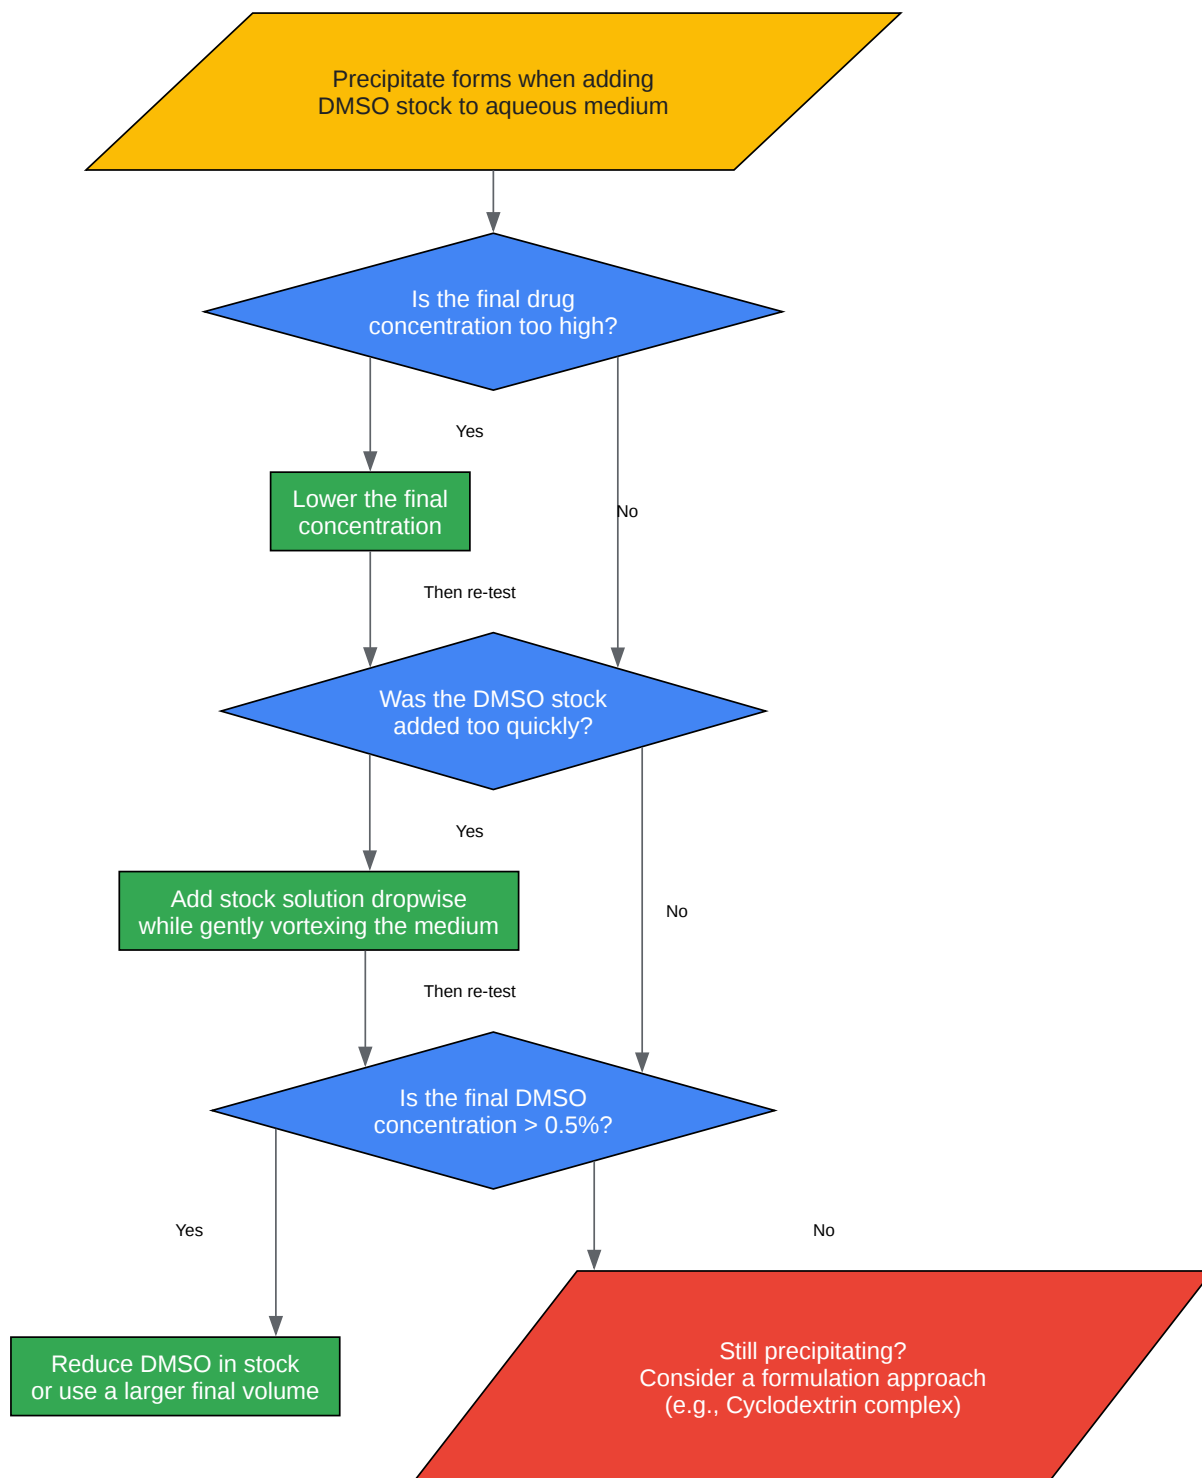 Precipitate forms when adding
DMSO stock to aqueous medium
Is the final drug
concentration too high?
Yes
Lower the final
concentration
No
Then re-test
Was the DMSO stock
added too quickly?
Yes
Add stock solution dropwise
while gently vortexing the medium
No
Then re-test
Is the final DMSO
concentration > 0.5%?
Yes
No
Reduce DMSO in stock
or use a larger final volume
Still precipitating?
Consider a formulation approach
(e.g., Cyclodextrin complex)